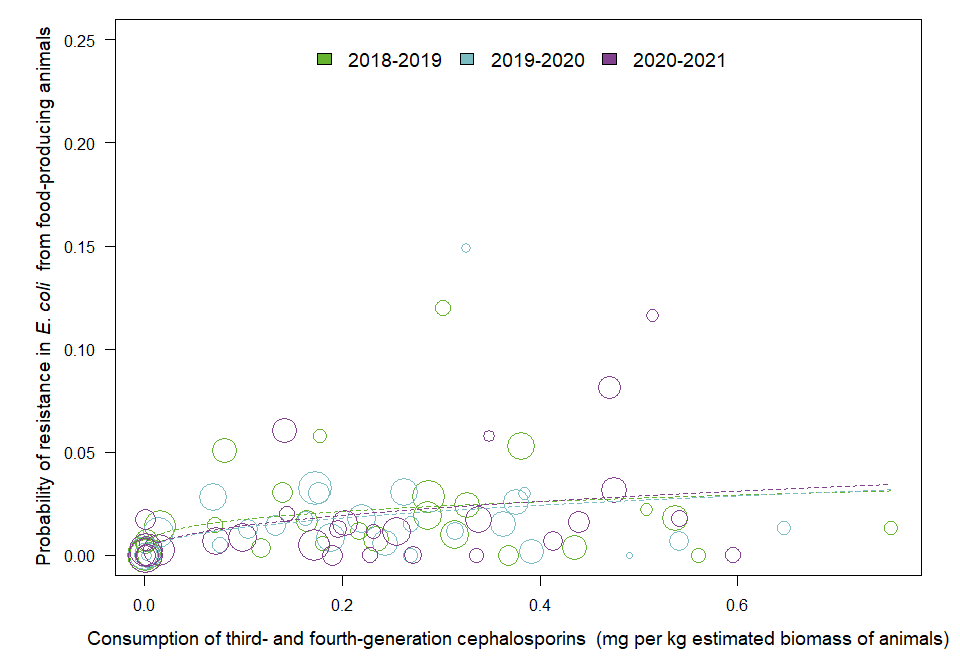 Probability of resistance in E. coli from food-producing animals
0.25
0.20
0.15
0.10
0.05
0.00
2018-2019 2019-2020 2020-2021
0.0 0.2 0.4 0.6
Consumption of third- and fourth-generation cephalosporins (mg per kg estimated biomass of animals)